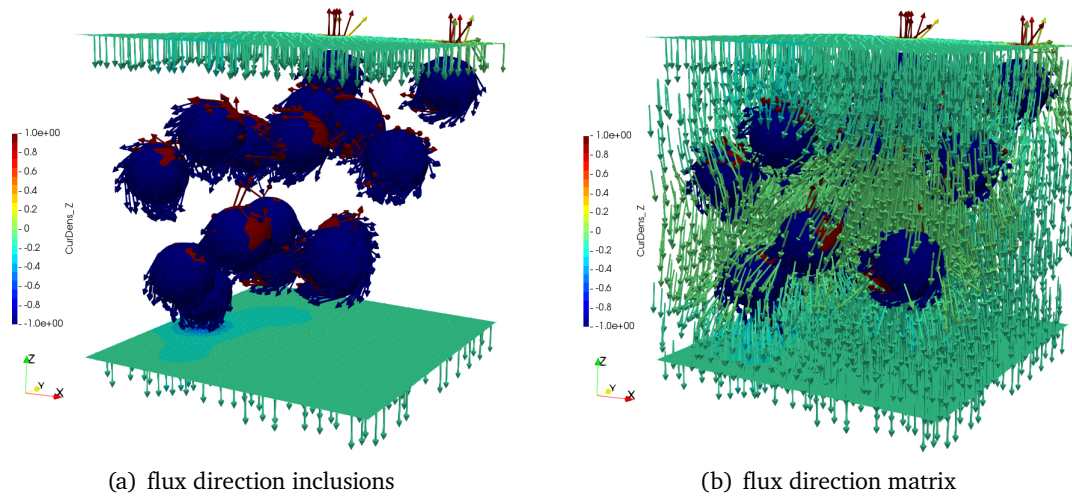 1.0e+00
0.8
0.6
0.4
0.2
0
-0.2
-0.4
-0.6
-0.8
-1.0e+00
CurDens_Z
Z
Y
X
(a) flux direction inclusions
1.0e+00
0.8
0.6
0.4
0.2
0
-0.2
-0.4
-0.6
-0.8
-1.0e+00
CurDens_Z
Z
Y
X
(b) flux direction matrix